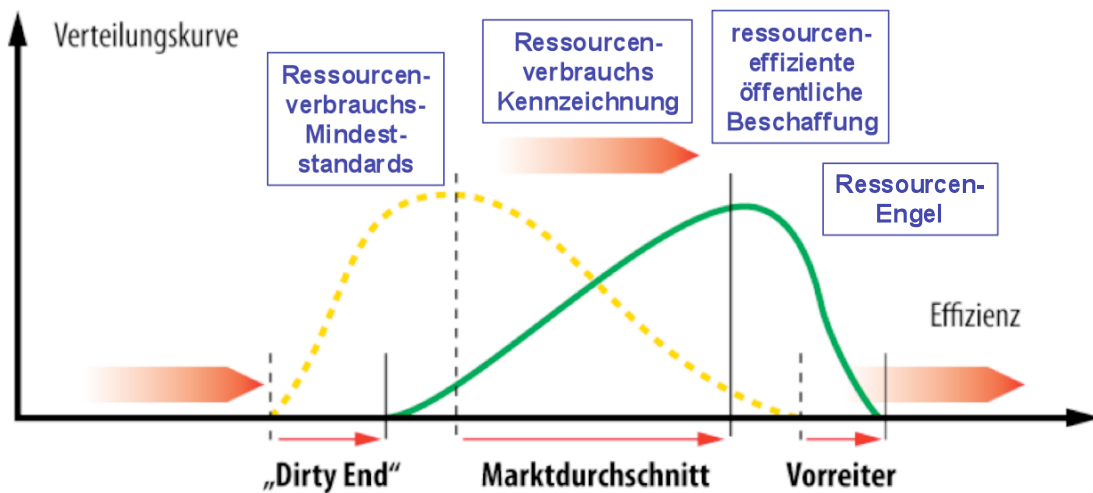 Verteilungskurve
Ressourcen-
verbrauchs-
Mindest-
standards
Ressourcen-
verbrauchs
Kennzeichnung
ressourcen-
effiziente
öffentliche
Beschaffung
Ressourcen-
Engel
Effizienz
„Dirty End“
Marktdurchschnitt
Vorreiter